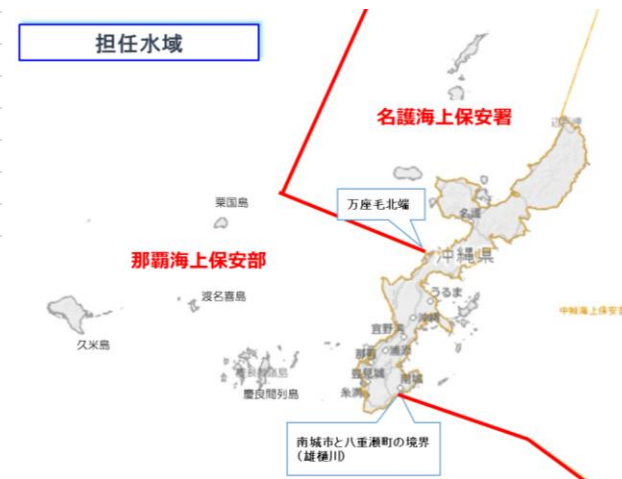 担任水域
名護海上保安署
万座毛北端
粟国島
名護
沖縄県
那覇海上保安部
渡名喜島
久米島
うるま
沖縄
中城海上保安
宜野湾
浦添
那覇
豊見城
南城
糸満
慶良間列島
南城市と八重瀬町の境界
(雄樋川)